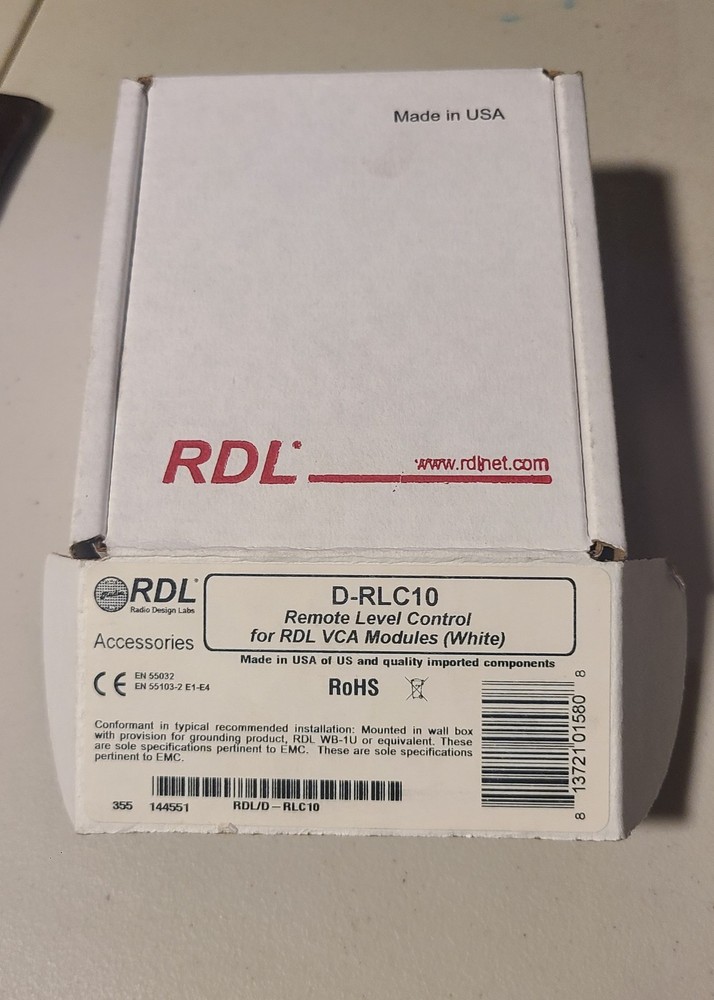 Made in USA
RDL®
www.rdlnet.com
RDL®
Radio Design Labs
Accessories
D-RLC10
Remote Level Control
for RDL VCA Modules (White)
Made in USA of US and quality imported components
CE EN 55032
EN 55103-2 E1-E4
RoHS
Conformant in typical recommended installation: Mounted in wall box
with provision for grounding product, RDL WB-1U or equivalent. These
are sole specifications pertinent to EMC. These are sole specifications
pertinent to EMC.
355 144551 RDL/D-RLC10
8 13721 01580 8